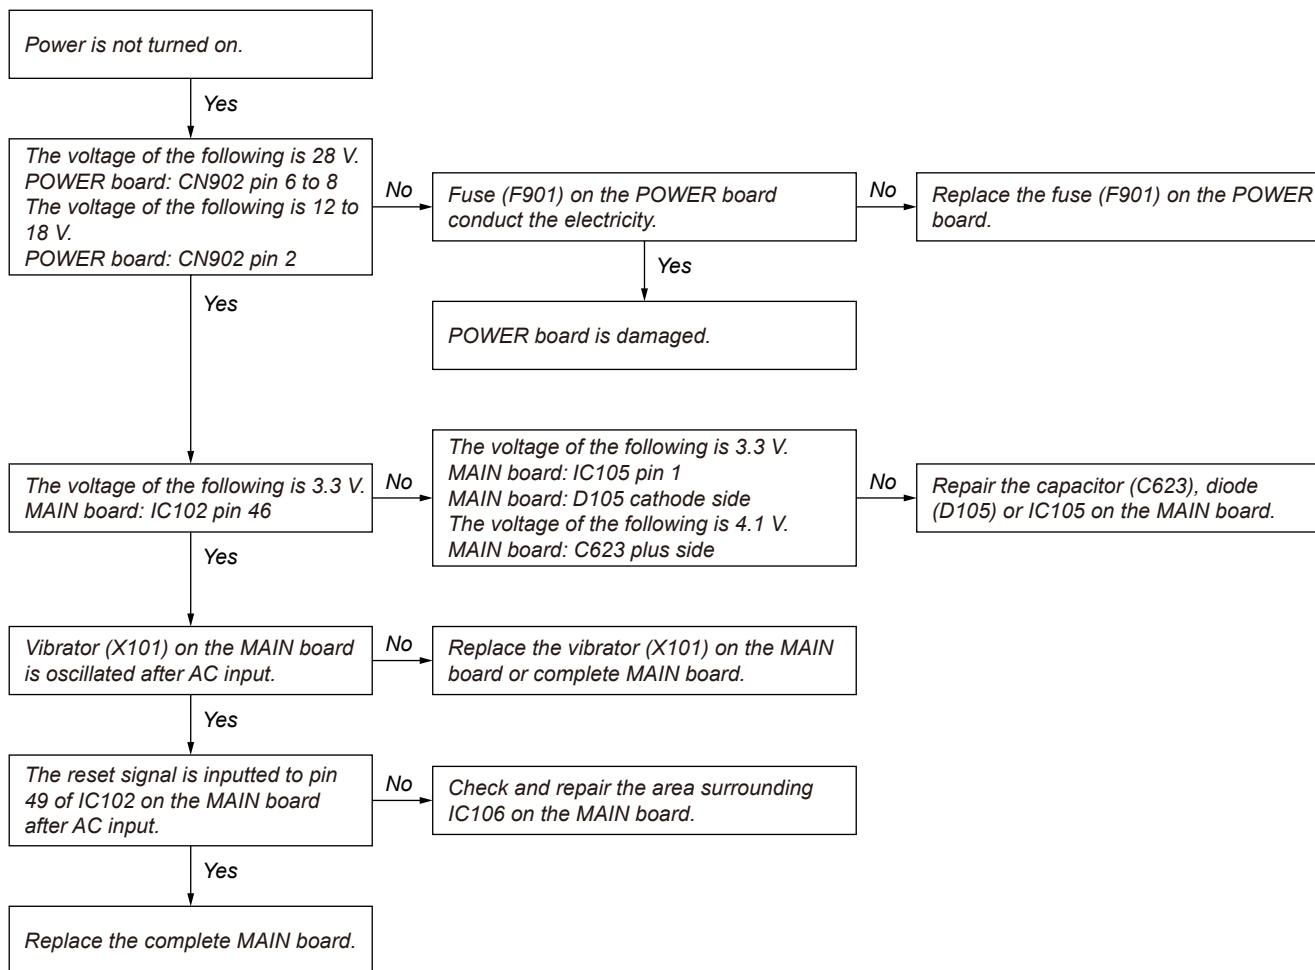 Power is not turned on.
Yes
The voltage of the following is 28 V.
POWER board: CN902 pin 6 to 8
The voltage of the following is 12 to
18 V.
POWER board: CN902 pin 2
No
Fuse (F901) on the POWER board
conduct the electricity.
No
Replace the fuse (F901) on the POWER
board.
Yes
POWER board is damaged.
Yes
The voltage of the following is 3.3 V.
MAIN board: IC102 pin 46
No
The voltage of the following is 3.3 V.
MAIN board: IC105 pin 1
MAIN board: D105 cathode side
The voltage of the following is 4.1 V.
MAIN board: C623 plus side
No
Repair the capacitor (C623), diode
(D105) or IC105 on the MAIN board.
Yes
Vibrator (X101) on the MAIN board
is oscillated after AC input.
No
Replace the vibrator (X101) on the MAIN
board or complete MAIN board.
Yes
The reset signal is inputted to pin
49 of IC102 on the MAIN board
after AC input.
No
Check and repair the area surrounding
IC106 on the MAIN board.
Yes
Replace the complete MAIN board.